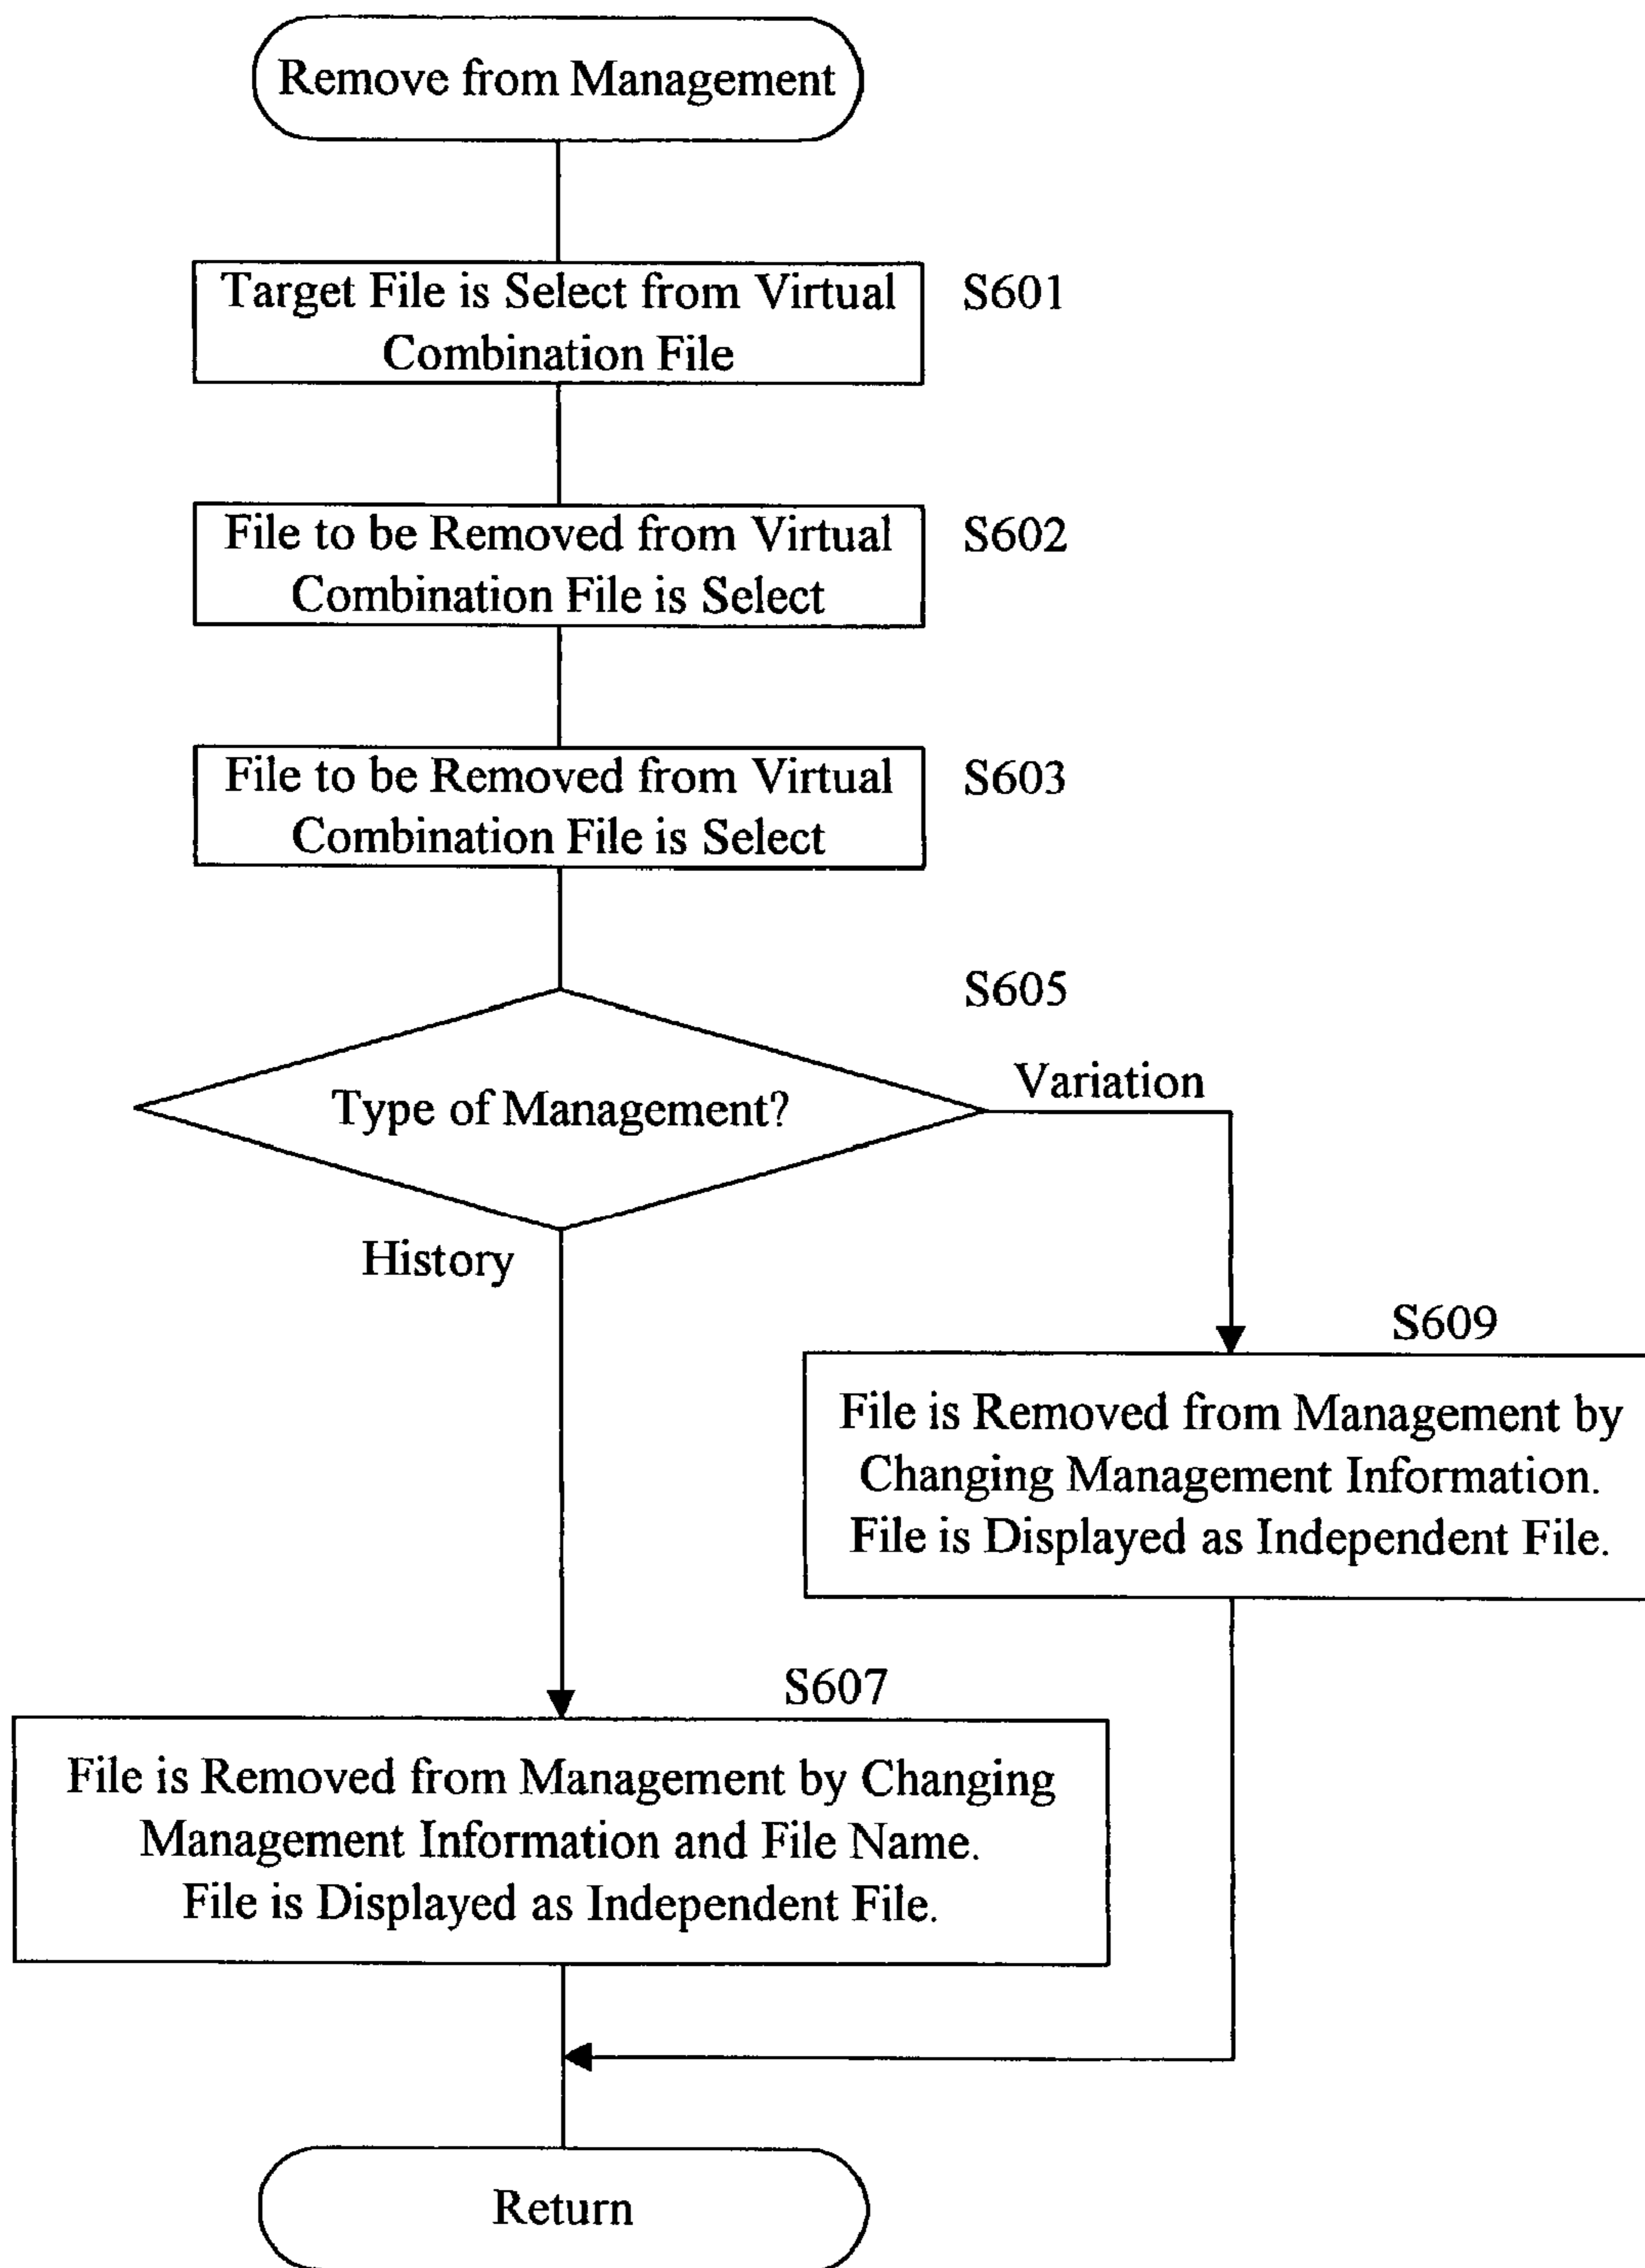 Remove from Management
Target File is Select from Virtual
Combination File
S601
File to be Removed from Virtual
Combination File is Select
S602
File to be Removed from Virtual
Combination File is Select
S603
S605
Type of Management?
Variation
History
S609
File is Removed from Management by
Changing Management Information.
File is Displayed as Independent File.
S607
File is Removed from Management by Changing
Management Information and File Name.
File is Displayed as Independent File.
Return